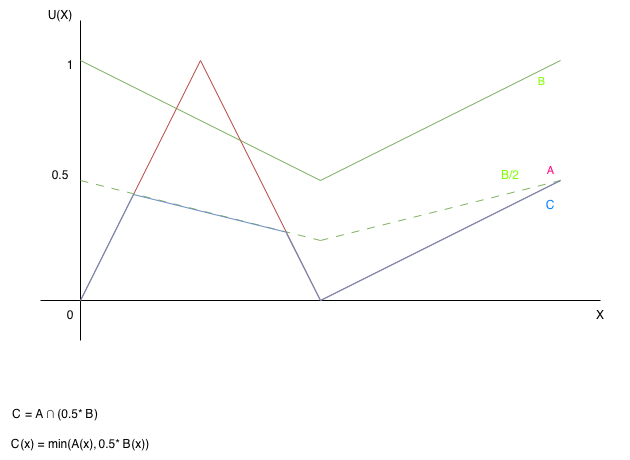 U(X)
1
B
0.5
B/2
A
C
0
X
C = A ∩ (0.5* B)
C(x) = min(A(x), 0.5* B(x))